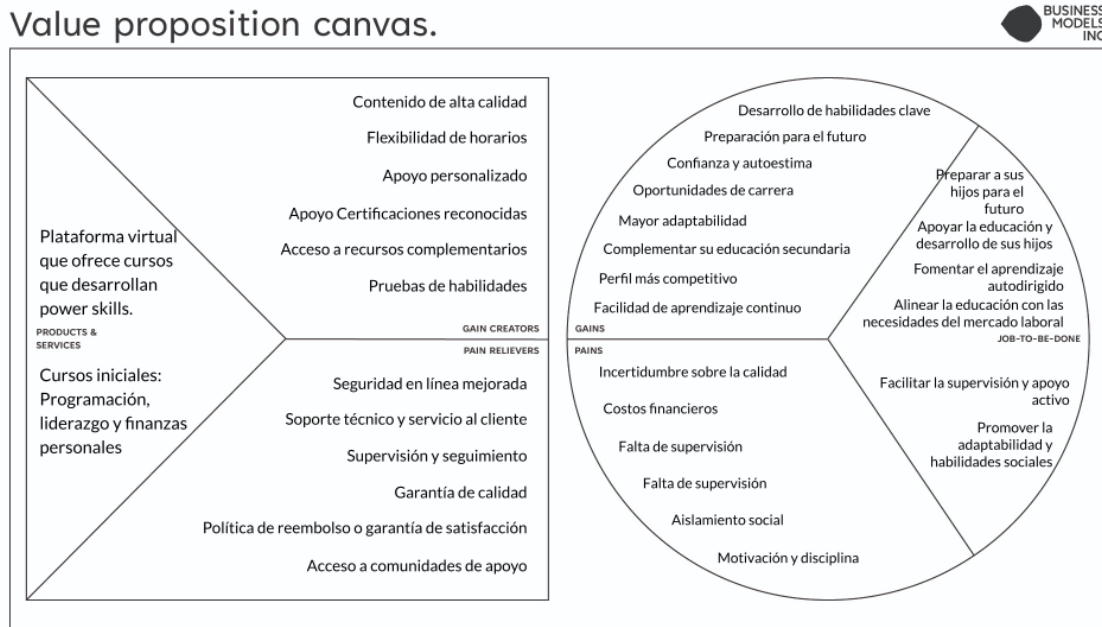 Value proposition canvas.
BUSINESS
MODELS
INC
Contenido de alta calidad
Flexibilidad de horarios
Apoyo personalizado
Apoyo Certificaciones reconocidas
Acceso a recursos complementarios
Pruebas de habilidades
GAIN CREATORS
Plataforma virtual
que ofrece cursos
que desarrollan
power skills.
PRODUCTS &
SERVICES
Cursos iniciales:
Programación,
liderazgo y finanzas
personales
PAIN RELIEVERS
Seguridad en línea mejorada
Soporte técnico y servicio al cliente
Supervisión y seguimiento
Garantía de calidad
Política de reembolso o garantía de satisfacción
Acceso a comunidades de apoyo
Desarrollo de habilidades clave
Preparación para el futuro
Confianza y autoestima
Oportunidades de carrera
Mayor adaptabilidad
Complementar su educación secundaria
Perfil más competitivo
Facilidad de aprendizaje continuo
GAINS
PAINS
Incertidumbre sobre la calidad
Costos financieros
Falta de supervisión
Falta de supervisión
Aislamiento social
Motivación y disciplina
Preparar a sus
hijos para el
futuro
Apoyar la educación y
desarrollo de sus hijos
Fomentar el aprendizaje
autodirigido
Alinear la educación con las
necesidades del mercado laboral
JOB-TO-BE-DONE
Facilitar la supervisión y apoyo
activo
Promover la
adaptabilidad y
habilidades sociales